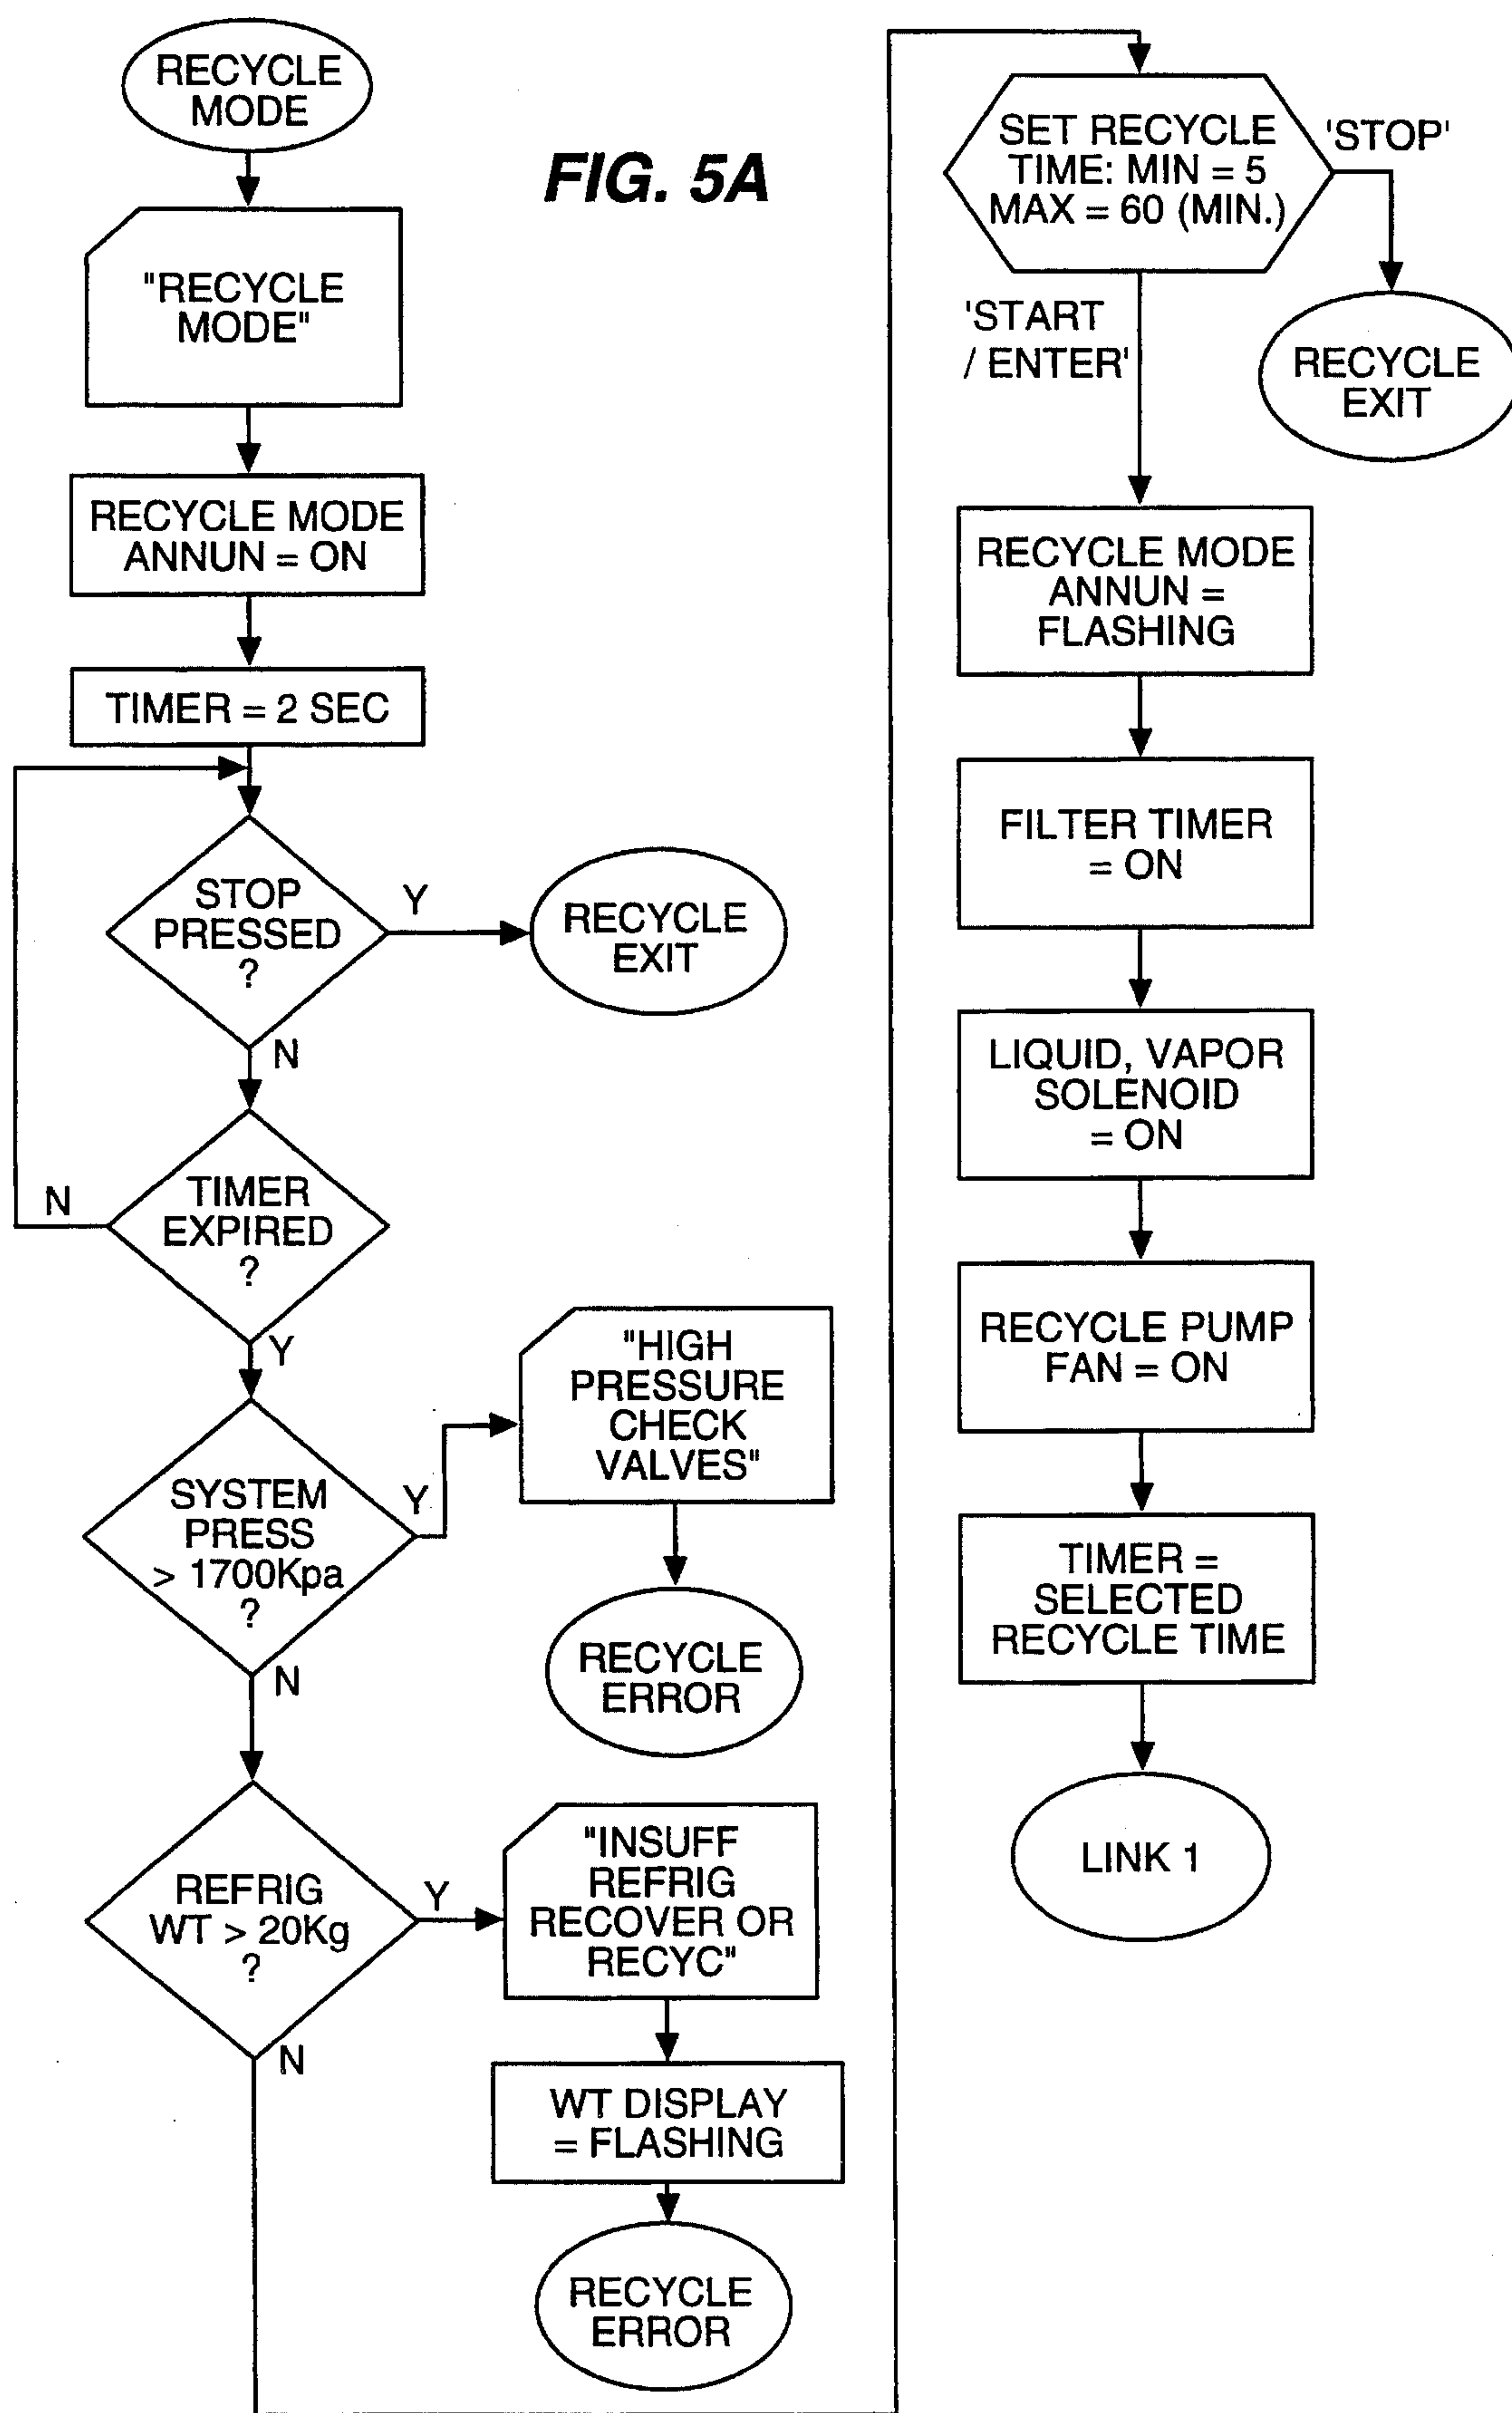 FIG. 5A
RECYCLE
MODE
"RECYCLE
MODE"
RECYCLE MODE
ANNUN = ON
TIMER = 2 SEC
STOP
PRESSED
?
Y
RECYCLE
EXIT
N
TIMER
EXPIRED
?
N
Y
SYSTEM
PRESS
> 1700Kpa
?
Y
"HIGH
PRESSURE
CHECK
VALVES"
RECYCLE
ERROR
N
REFRIG
WT > 20Kg
?
Y
"INSUFF
REFRIG
RECOVER OR
RECYC"
WT DISPLAY
= FLASHING
RECYCLE
ERROR
N
SET RECYCLE
TIME: MIN = 5
MAX = 60 (MIN.)
'STOP'
RECYCLE
EXIT
'START
/ ENTER'
RECYCLE MODE
ANNUN =
FLASHING
FILTER TIMER
= ON
LIQUID, VAPOR
SOLENOID
= ON
RECYCLE PUMP
FAN = ON
TIMER =
SELECTED
RECYCLE TIME
LINK 1